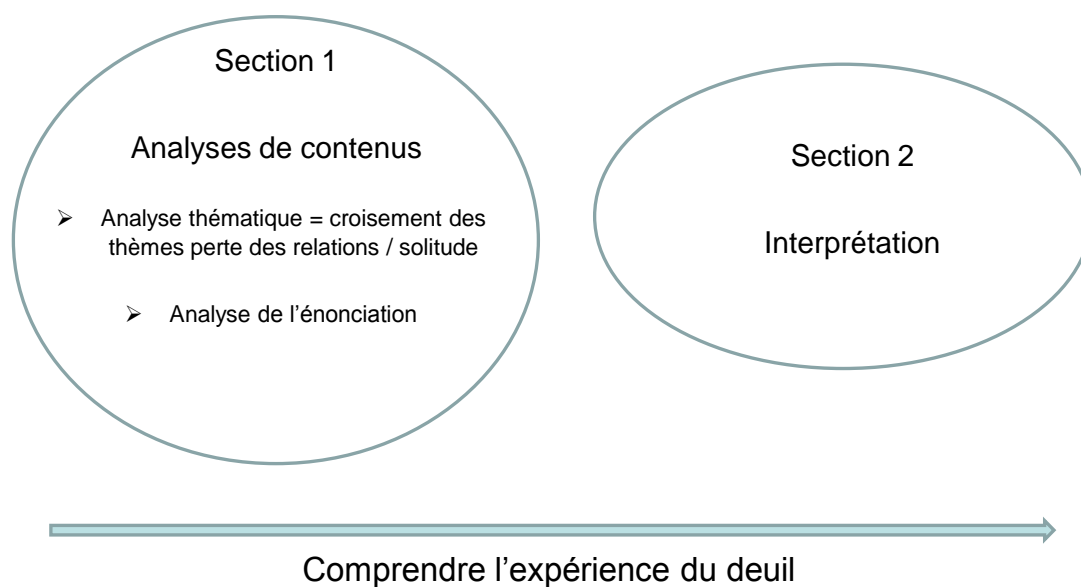 Section 1
Analyses de contenus
➢ Analyse thématique = croisement des
thèmes perte des relations / solitude
➢ Analyse de l’énonciation
Section 2
Interprétation
Comprendre l’expérience du deuil